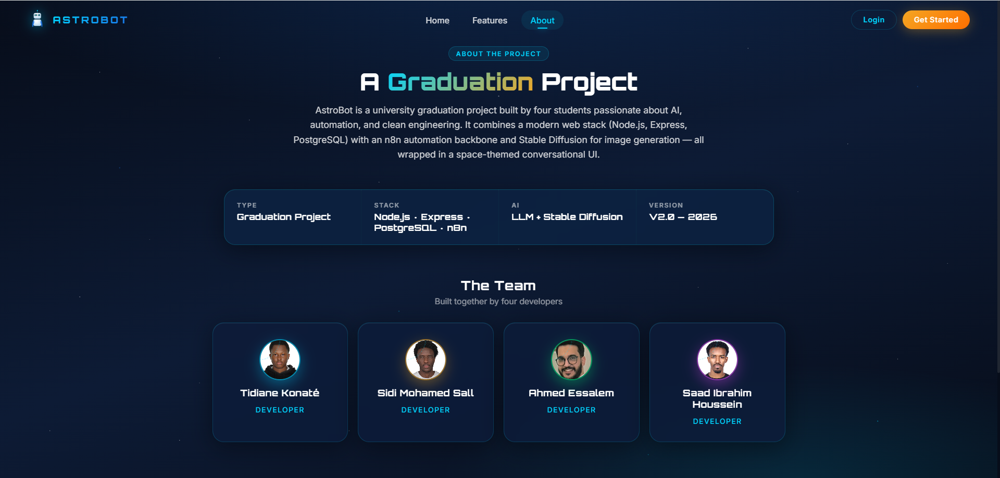 ASTROBOT
Home
Features
About
Login
Get Started
ABOUT THE PROJECT
A Graduation Project
AstroBot is a university graduation project built by four students passionate about AI,
automation, and clean engineering. It combines a modern web stack (Node.js, Express,
PostgreSQL) with an n8n automation backbone and Stable Diffusion for image generation — all
wrapped in a space-themed conversational UI.
TYPE
Graduation Project
STACK
Node.js · Express ·
PostgreSQL · n8n
AI
LLM + Stable Diffusion
VERSION
V2.0 — 2026
The Team
Built together by four developers
Tidiane Konaté
DEVELOPER
Sidi Mohamed Sall
DEVELOPER
Ahmed Essalem
DEVELOPER
Saad Ibrahim
Houssein
DEVELOPER